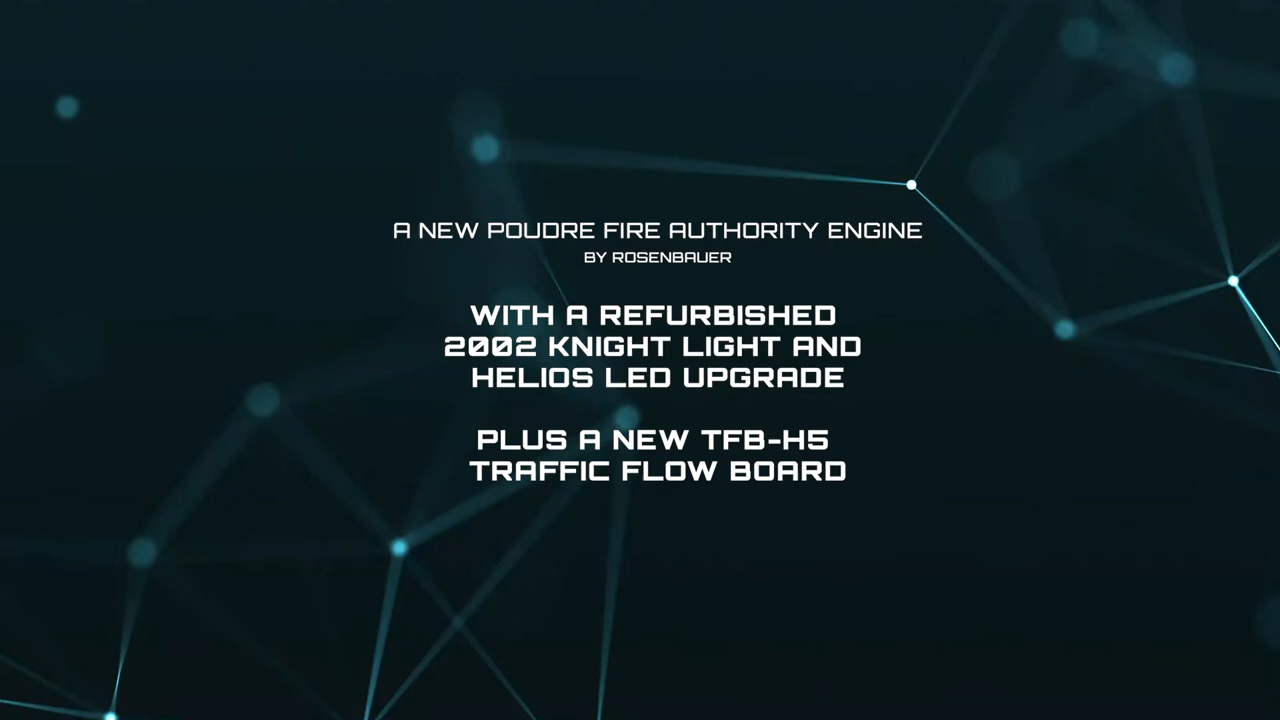 A NEW POUDRE FIRE AUTHORITY ENGINE
BY ROSENBAUER
WITH A REFURBISHED
2002 KNIGHT LIGHT AND
HELIOS LED UPGRADE
PLUS A NEW TFB-H5
TRAFFIC FLOW BOARD